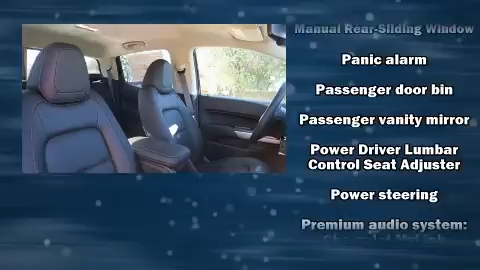 Manual Rear-Sliding Window
Panic alarm
Passenger door bin
Passenger vanity mirror
Power Driver Lumbar
Control Seat Adjuster
Power steering
Premium audio system: